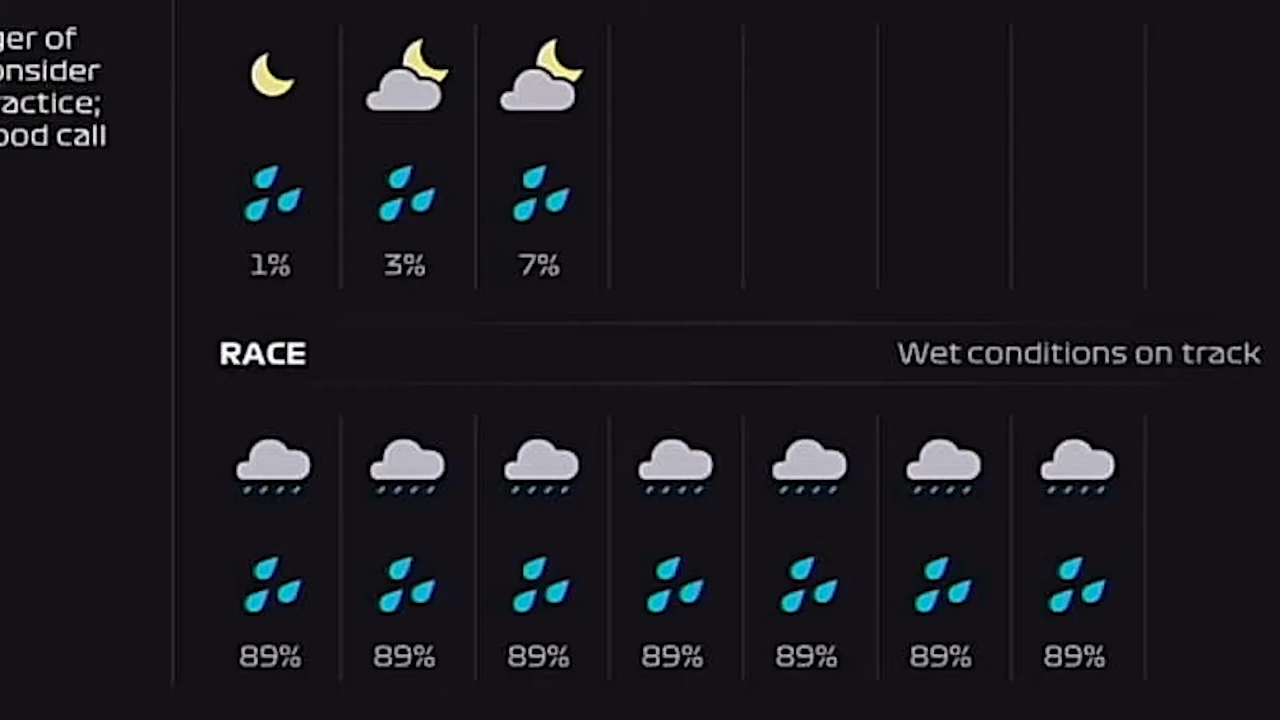 ger of
onsider
ractice;
ood call
1% 3% 7%
RACE
Wet conditions on track
89% 89% 89% 89% 89% 89% 89%